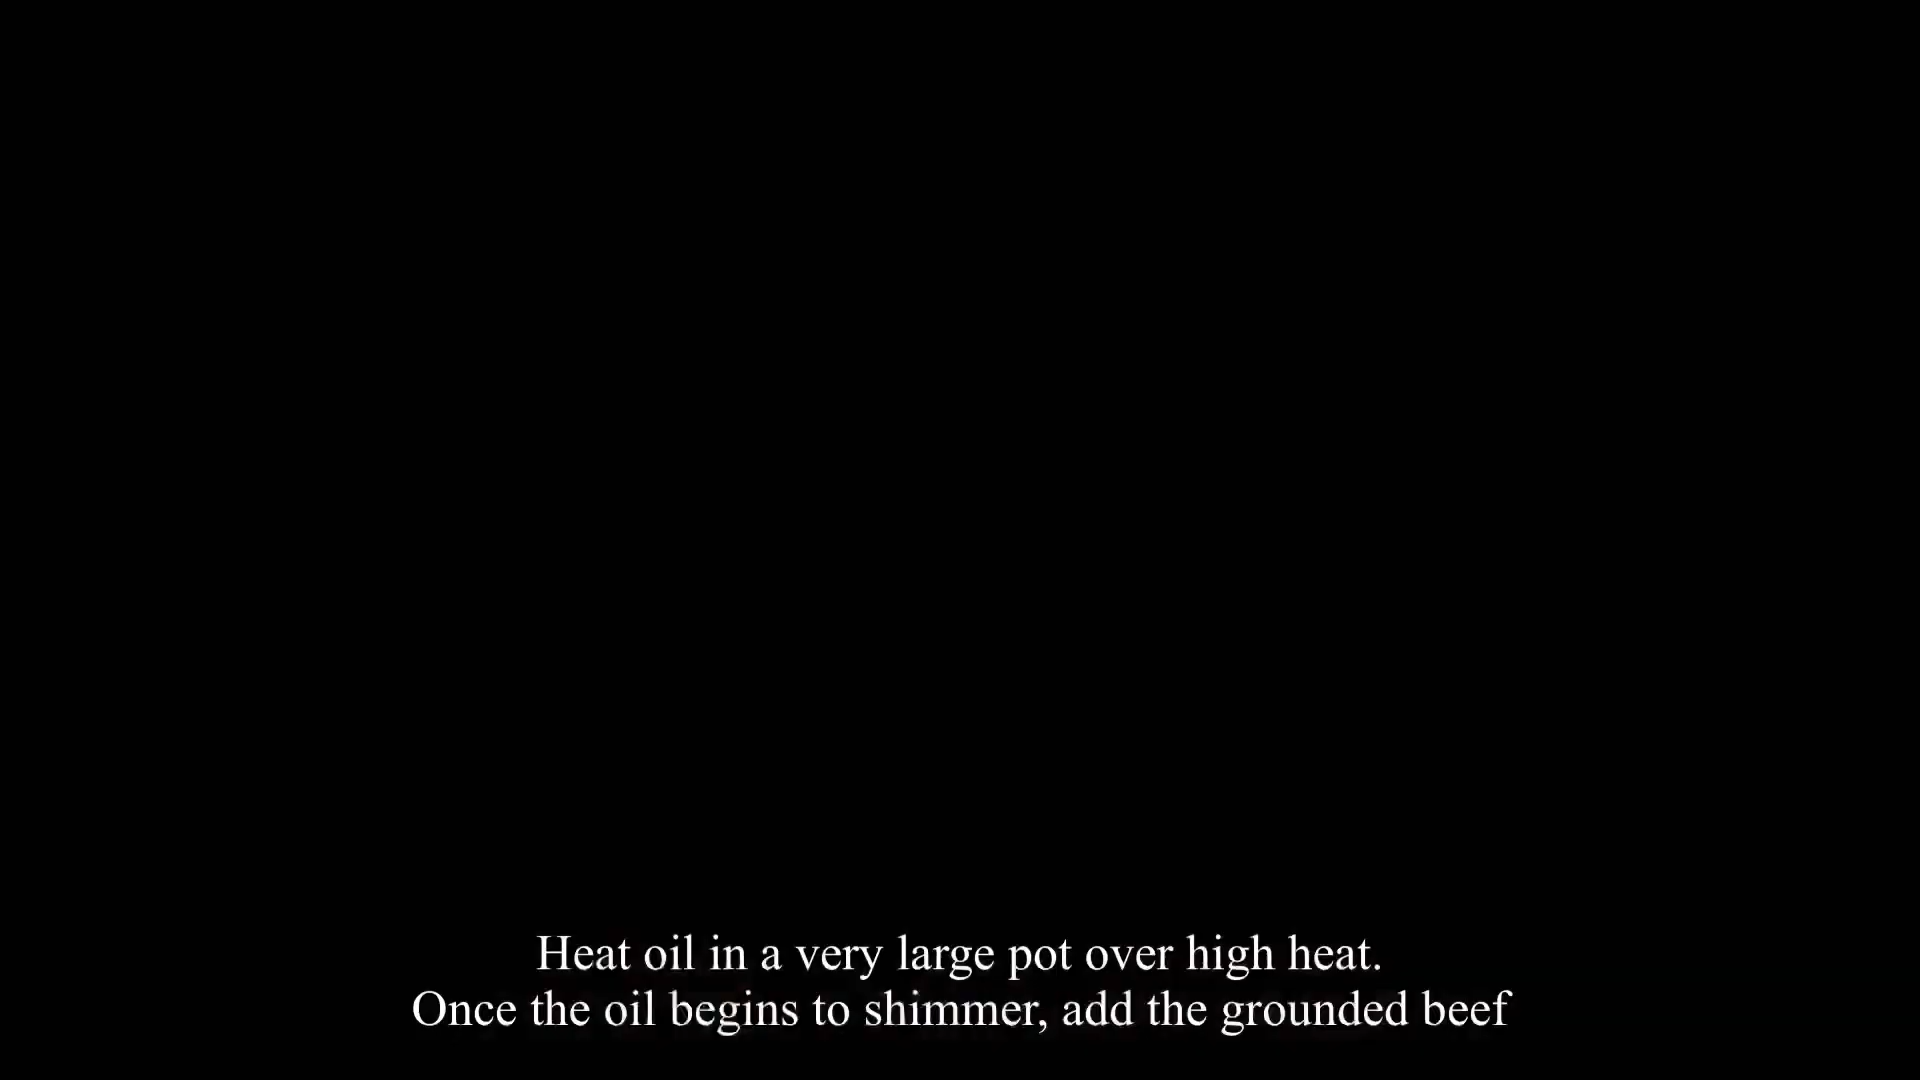 Heat oil in a very large pot over high heat.
Once the oil begins to shimmer, add the grounded beef